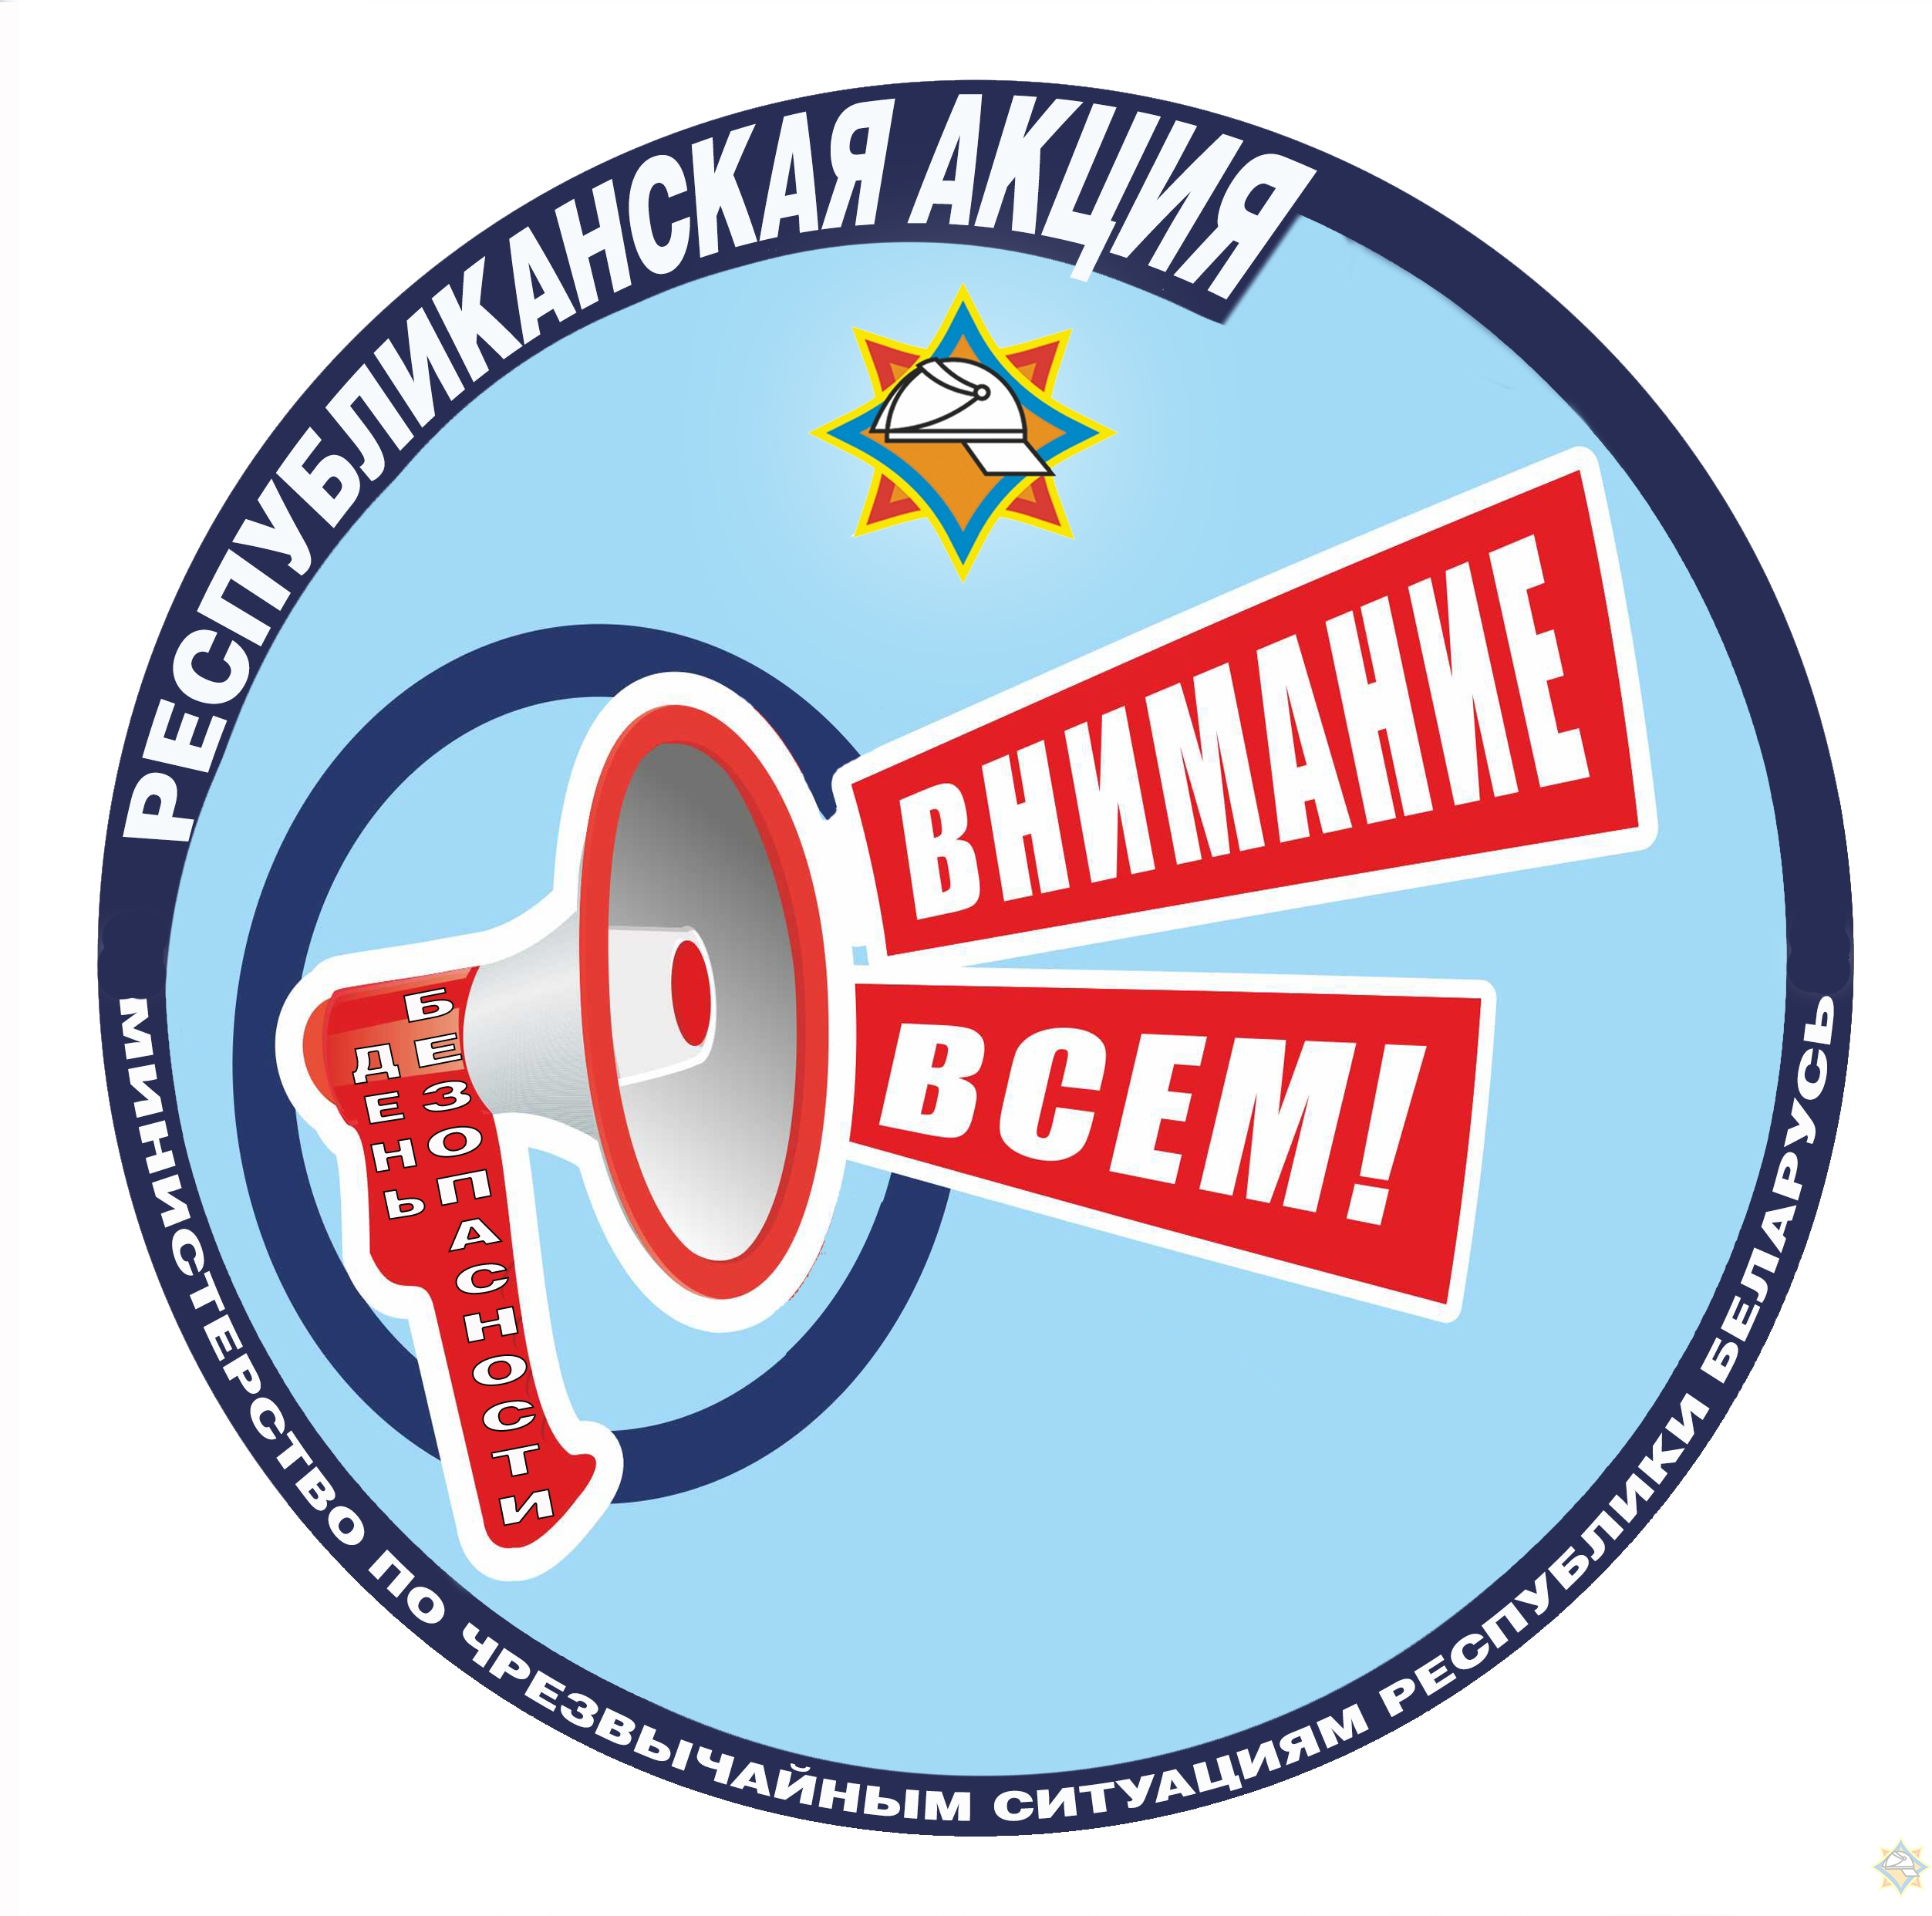 РЕСПУБЛИКАНСКАЯ АКЦИЯ
ВНИМАНИЕ
ВСЕМ!
ДЕНЬ
БЕЗОПАСНОСТИ
МИНИСТЕРСТВО ПО ЧРЕЗВЫЧАЙНЫМ СИТУАЦИЯМ РЕСПУБЛИКИ БЕЛАРУСЬ